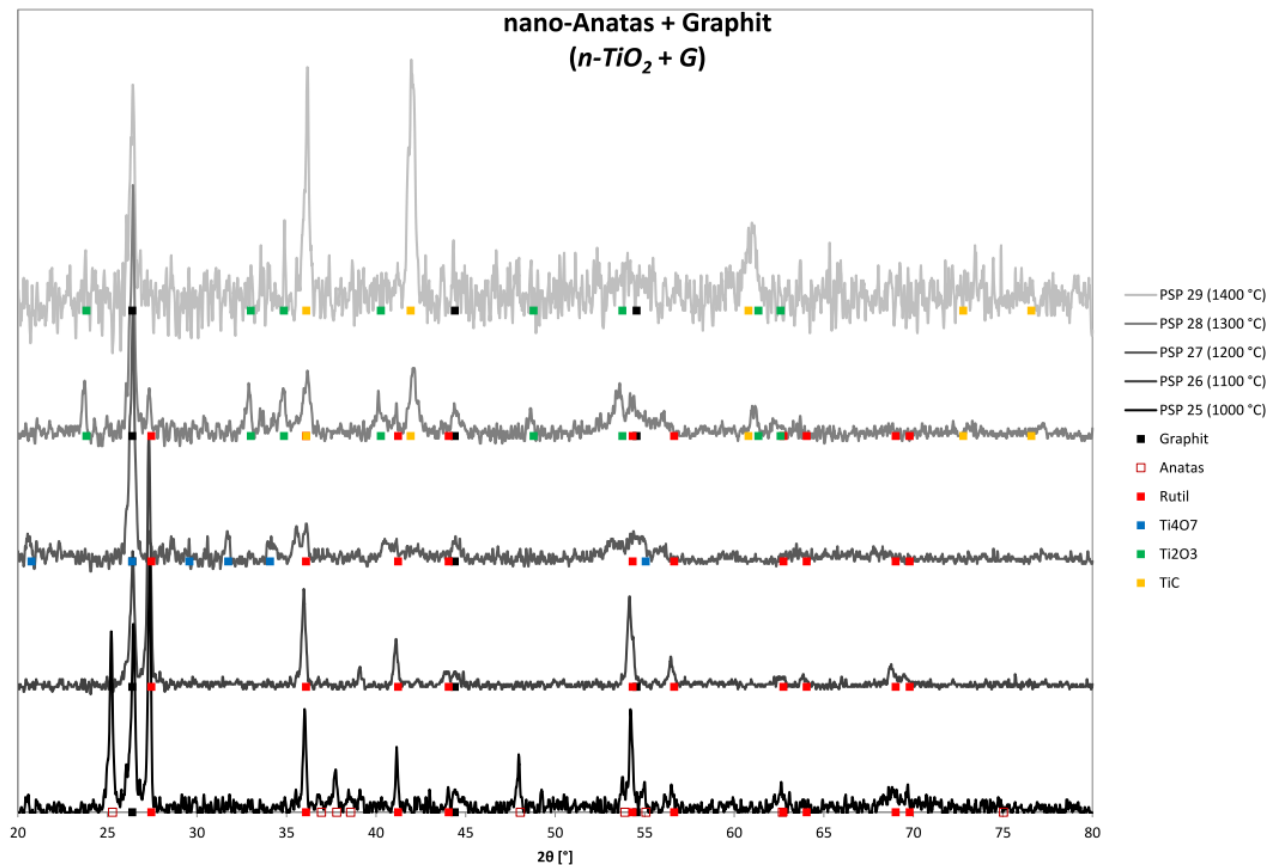 nano-Anatas + Graphit
(n-TiO2 + G)
PSP 29 (1400 °C)
PSP 28 (1300 °C)
PSP 27 (1200 °C)
PSP 26 (1100 °C)
PSP 25 (1000 °C)
Graphit
Anatas
Rutil
Ti4O7
Ti2O3
TiC
20 25 30 35 40 45 50 55 60 65 70 75 80
2θ [°]